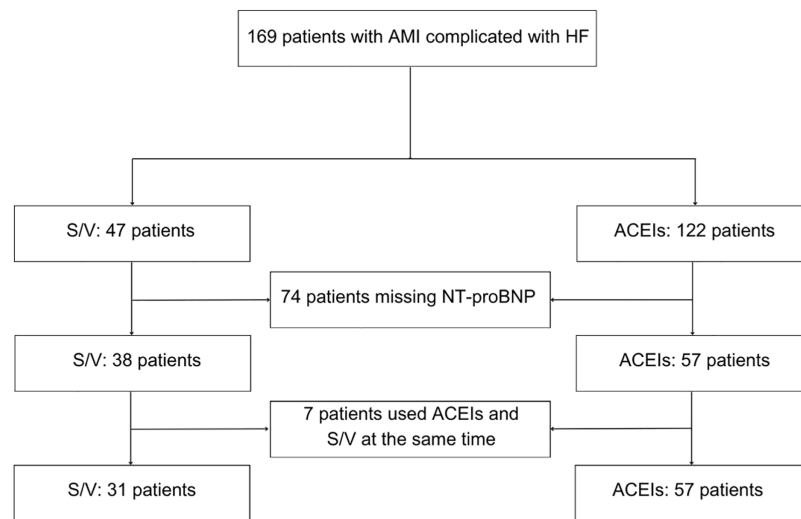 169 patients with AMI complicated with HF
S/V: 47 patients
ACEIs: 122 patients
74 patients missing NT-proBNP
S/V: 38 patients
ACEIs: 57 patients
7 patients used ACEIs and
S/V at the same time
S/V: 31 patients
ACEIs: 57 patients